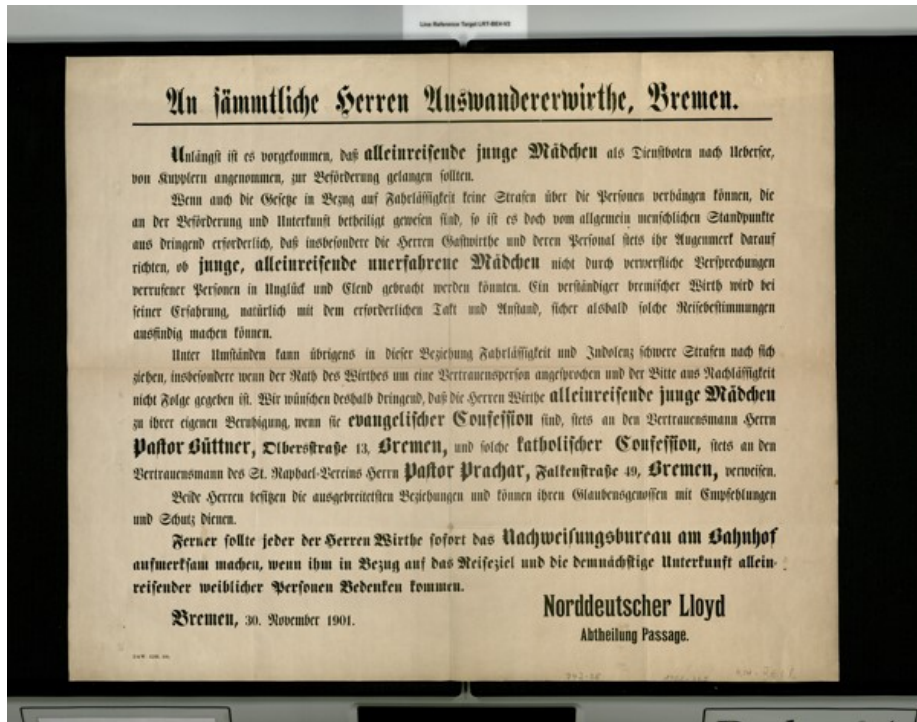 Line Reference Target LRT-BEH-V2
An sämmtliche Herren Auswandererwirthe, Bremen.
Unlängst ist es vorgekommen, daß alleinreisende junge Mädchen als Dienstboten nach Uebersee,
von Kupplern angenommen, zur Beförderung gelangen sollten.
Wenn auch die Gesetze in Bezug auf Fahrlässigkeit keine Strafen über die Personen verhängen können, die
an der Beförderung und Unterkunft betheiligt gewesen sind, so ist es doch vom allgemein menschlichen Standpunkte
aus dringend erforderlich, daß insbesondere die Herren Gastwirthe und deren Personal stets ihr Augenmerk darauf
richten, ob junge, alleinreisende unerfahrene Mädchen nicht durch verwerfliche Versprechungen
verrufener Personen in Unglück und Elend gebracht werden könnten. Ein verständiger bremischer Wirth wird bei
seiner Erfahrung, natürlich mit dem erforderlichen Takt und Anstand, sicher alsbald solche Reisebestimmungen
ausfindig machen können.
Unter Umständen kann übrigens in dieser Beziehung Fahrlässigkeit und Indolenz schwere Strafen nach sich
ziehen, insbesondere wenn der Rath des Wirthes um eine Vertrauensperson angesprochen und der Bitte aus Nachlässigkeit
nicht Folge gegeben ist. Wir wünschen deshalb dringend, daß die Herren Wirthe alleinreisende junge Mädchen
zu ihrer eigenen Beruhigung, wenn sie evangelischer Confession sind, stets an den Vertrauensmann Herrn
Pastor Büttner, Olbersstraße 13, Bremen, und solche katholischer Confession, stets an den
Vertrauensmann des St. Raphael-Vereins Herrn Pastor Prachar, Falkenstraße 49, Bremen, verweisen.
Beide Herren besitzen die ausgebreitetsten Beziehungen und können ihren Glaubensgenossen mit Empfehlungen
und Schutz dienen.
Ferner sollte jeder der Herren Wirthe sofort das Nachweisungsbureau am Bahnhof
aufmerksam machen, wenn ihm in Bezug auf das Reiseziel und die demnächstige Unterkunft allein-
reisender weiblicher Personen Bedenken kommen.
Bremen, 30. November 1901.
Norddeutscher Lloyd
Abtheilung Passage.